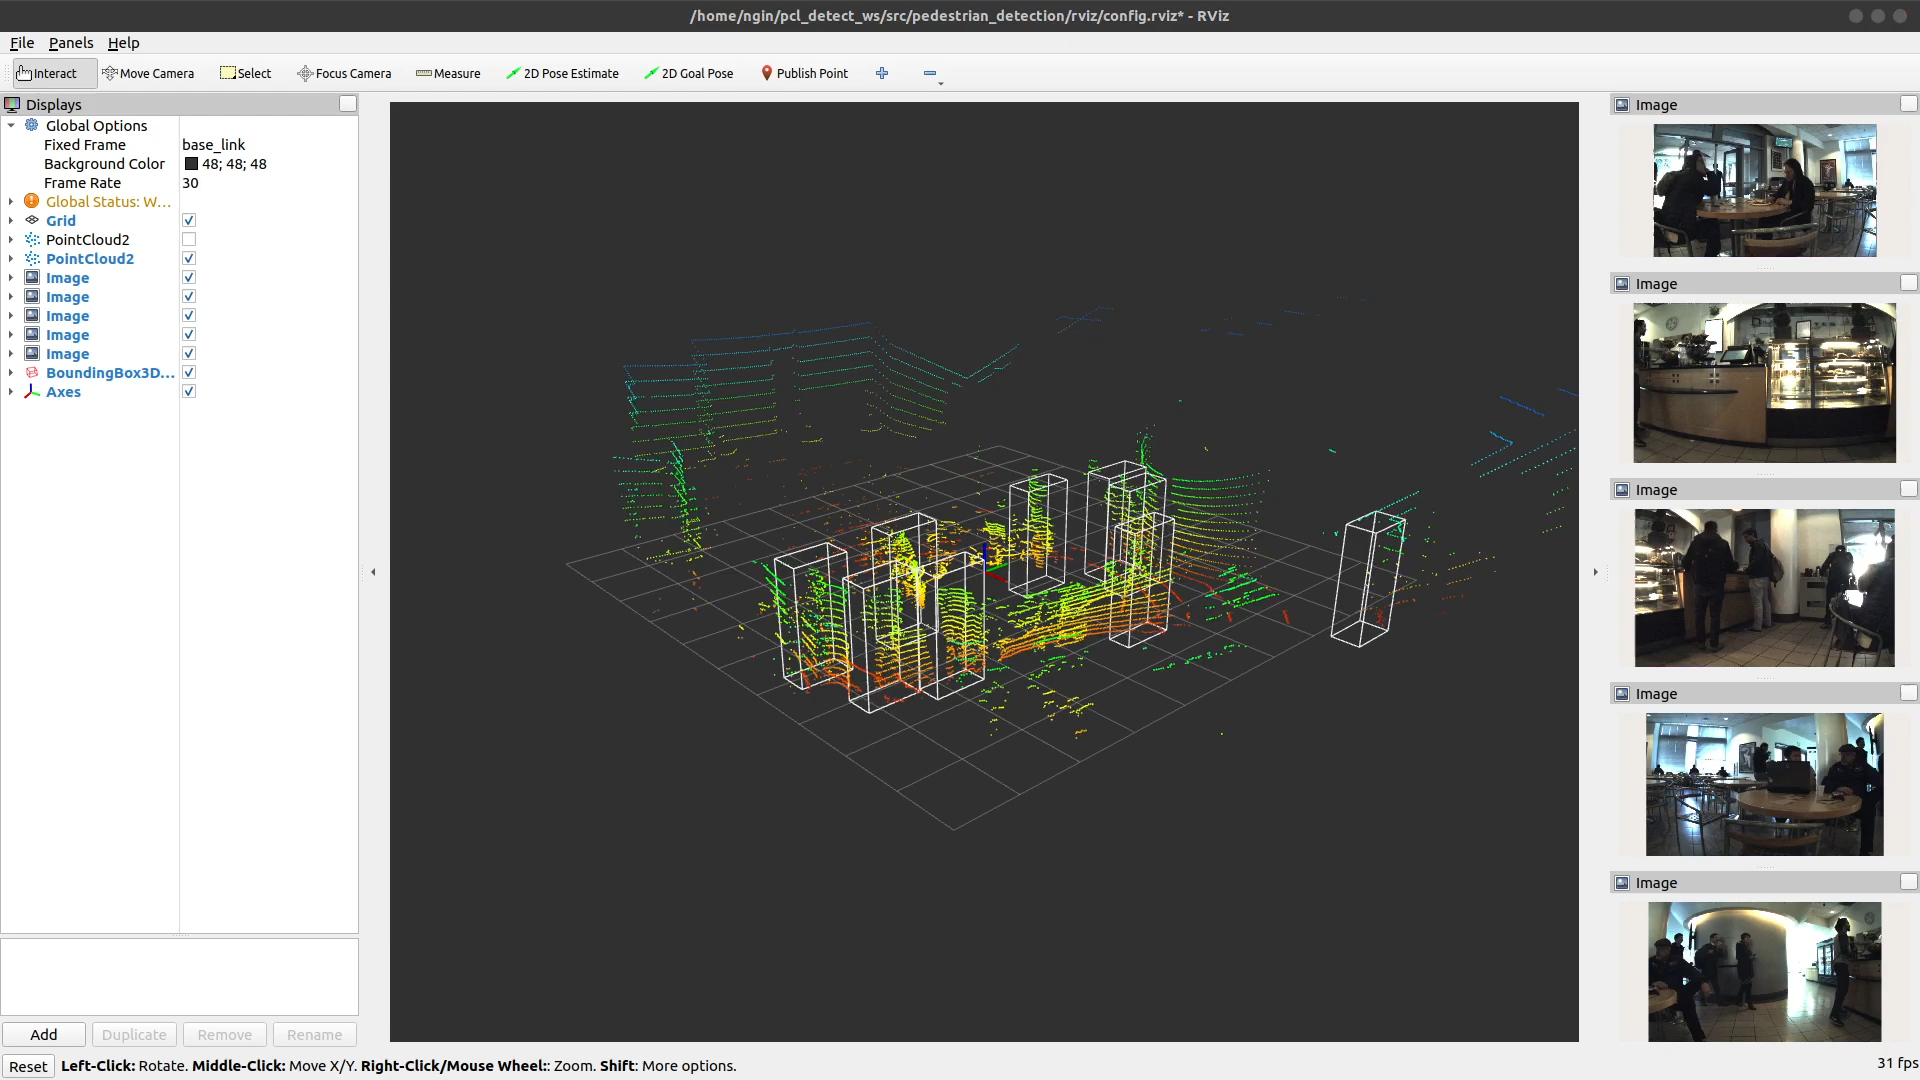 /home/ngin/pcl_detect_ws/src/pedestrian_detection/rviz/config.rviz* - RViz
File Panels Help
Interact Move Camera Select Focus Camera Measure 2D Pose Estimate 2D Goal Pose Publish Point
Displays
Global Options
Fixed Frame base_link
Background Color 48; 48; 48
Frame Rate 30
Global Status: W...
Grid
PointCloud2
PointCloud2
Image
Image
Image
Image
Image
BoundingBox3D...
Axes
Add Duplicate Remove Rename
Image
Image
Image
Image
Image
Reset Left-Click: Rotate. Middle-Click: Move X/Y. Right-Click/Mouse Wheel:: Zoom. Shift: More options.
31 fps